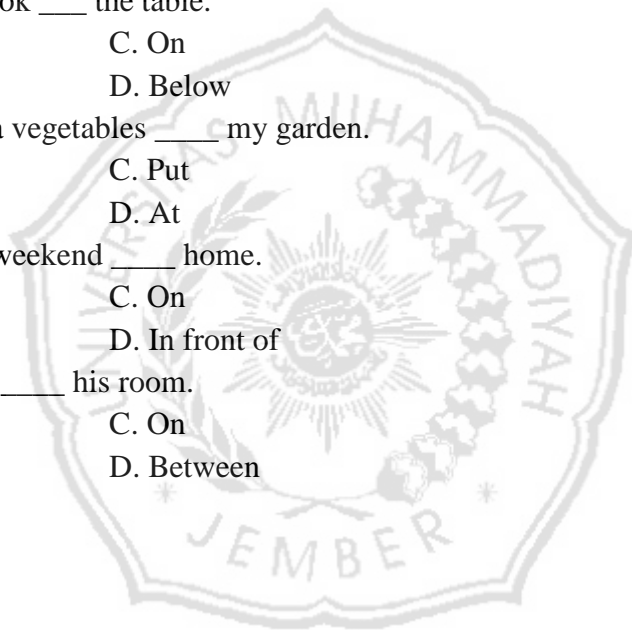 ok ___ the table.
C. On
D. Below
a vegetables ____ my garden.
C. Put
D. At
weekend ____ home.
C. On
D. In front of
____ his room.
C. On
D. Between
UNIVERSITAS MUHAMMADIYAH
JEMBER